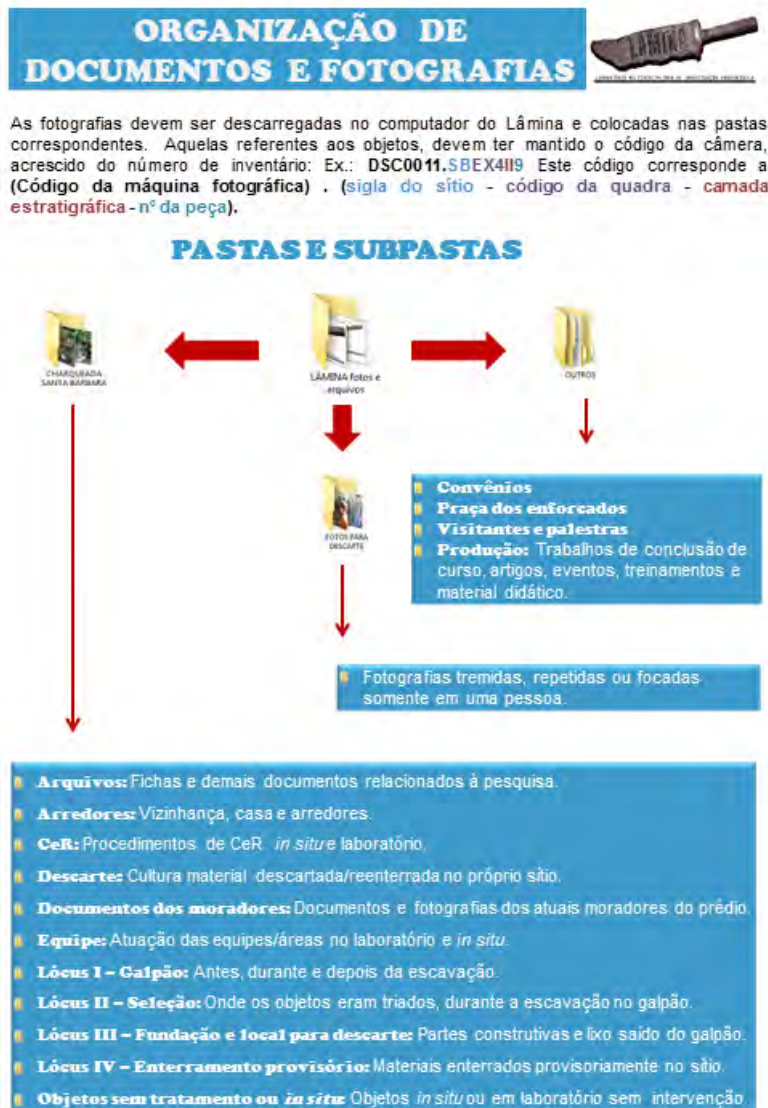 ORGANIZAÇÃO DE
DOCUMENTOS E FOTOGRAFIAS
LÂMINA
As fotografias devem ser descarregadas no computador do Lâmina e colocadas nas pastas
correspondentes. Aquelas referentes aos objetos, devem ter mantido o código da câmera,
acrescido do número de inventário: Ex.: DSC0011.SBEX4II9 Este código corresponde a
(Código da máquina fotográfica) . (sigla do sítio - código da quadra - camada
estratigráfica - nº da peça).
PASTAS E SUBPASTAS
CHARQUEADA
SANTA BÁRBARA
LÂMINA fotos e
arquivos
OUTROS
FOTOS PARA
DESCARTE
Convênios
Praça dos enforcados
Visitantes e palestras
Produção: Trabalhos de conclusão de
curso, artigos, eventos, treinamentos e
material didático.
Fotografias tremidas, repetidas ou focadas
somente em uma pessoa.
Arquivos: Fichas e demais documentos relacionados à pesquisa.
Arredores: Vizinhança, casa e arredores.
CeR: Procedimentos de CeR in situ e laboratório.
Descarte: Cultura material descartada/reenterrada no próprio sítio.
Documentos dos moradores: Documentos e fotografias dos atuais moradores do prédio.
Equipe: Atuação das equipes/áreas no laboratório e in situ.
Lócus I – Galpão: Antes, durante e depois da escavação.
Lócus II – Seleção: Onde os objetos eram triados, durante a escavação no galpão.
Lócus III – Fundação e local para descarte: Partes construtivas e lixo saído do galpão.
Lócus IV – Enterramento provisório: Materiais enterrados provisoriamente no sítio.
Objetos sem tratamento ou in situ: Objetos in situ ou em laboratório sem intervenção.